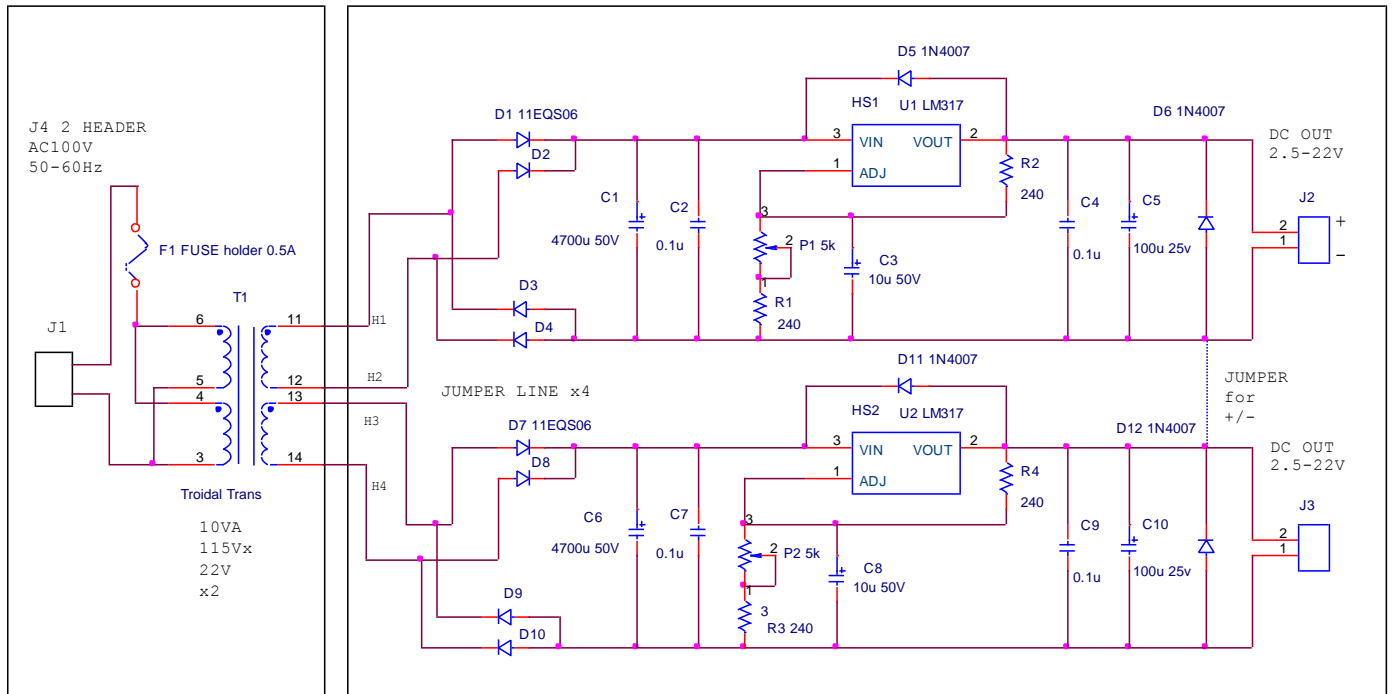 J4 2 HEADER
AC100V
50-60Hz
F1 FUSE holder 0.5A
J1
T1
6
5
4
3
11
12
13
14
Troidal Trans
10VA
115Vx
22V
x2
H1
H2
H3
H4
JUMPER LINE x4
D5 1N4007
D1 11EQS06
D2
HS1
U1 LM317
3
VIN
VOUT
2
1
ADJ
D6 1N4007
DC OUT
2.5-22V
R2
240
C1
4700u 50V
C2
0.1u
3
2
P1 5k
1
C3
10u 50V
R1
240
C4
0.1u
C5
100u 25v
J2
2
1
+
−
D3
D4
D11 1N4007
JUMPER
for
+/-
D7 11EQS06
D8
HS2
U2 LM317
3
VIN
VOUT
2
1
ADJ
D12 1N4007
DC OUT
2.5-22V
R4
240
C6
4700u 50V
C7
0.1u
3
2
P2 5k
1
C8
10u 50V
3
R3 240
C9
0.1u
C10
100u 25v
J3
2
1
D9
D10